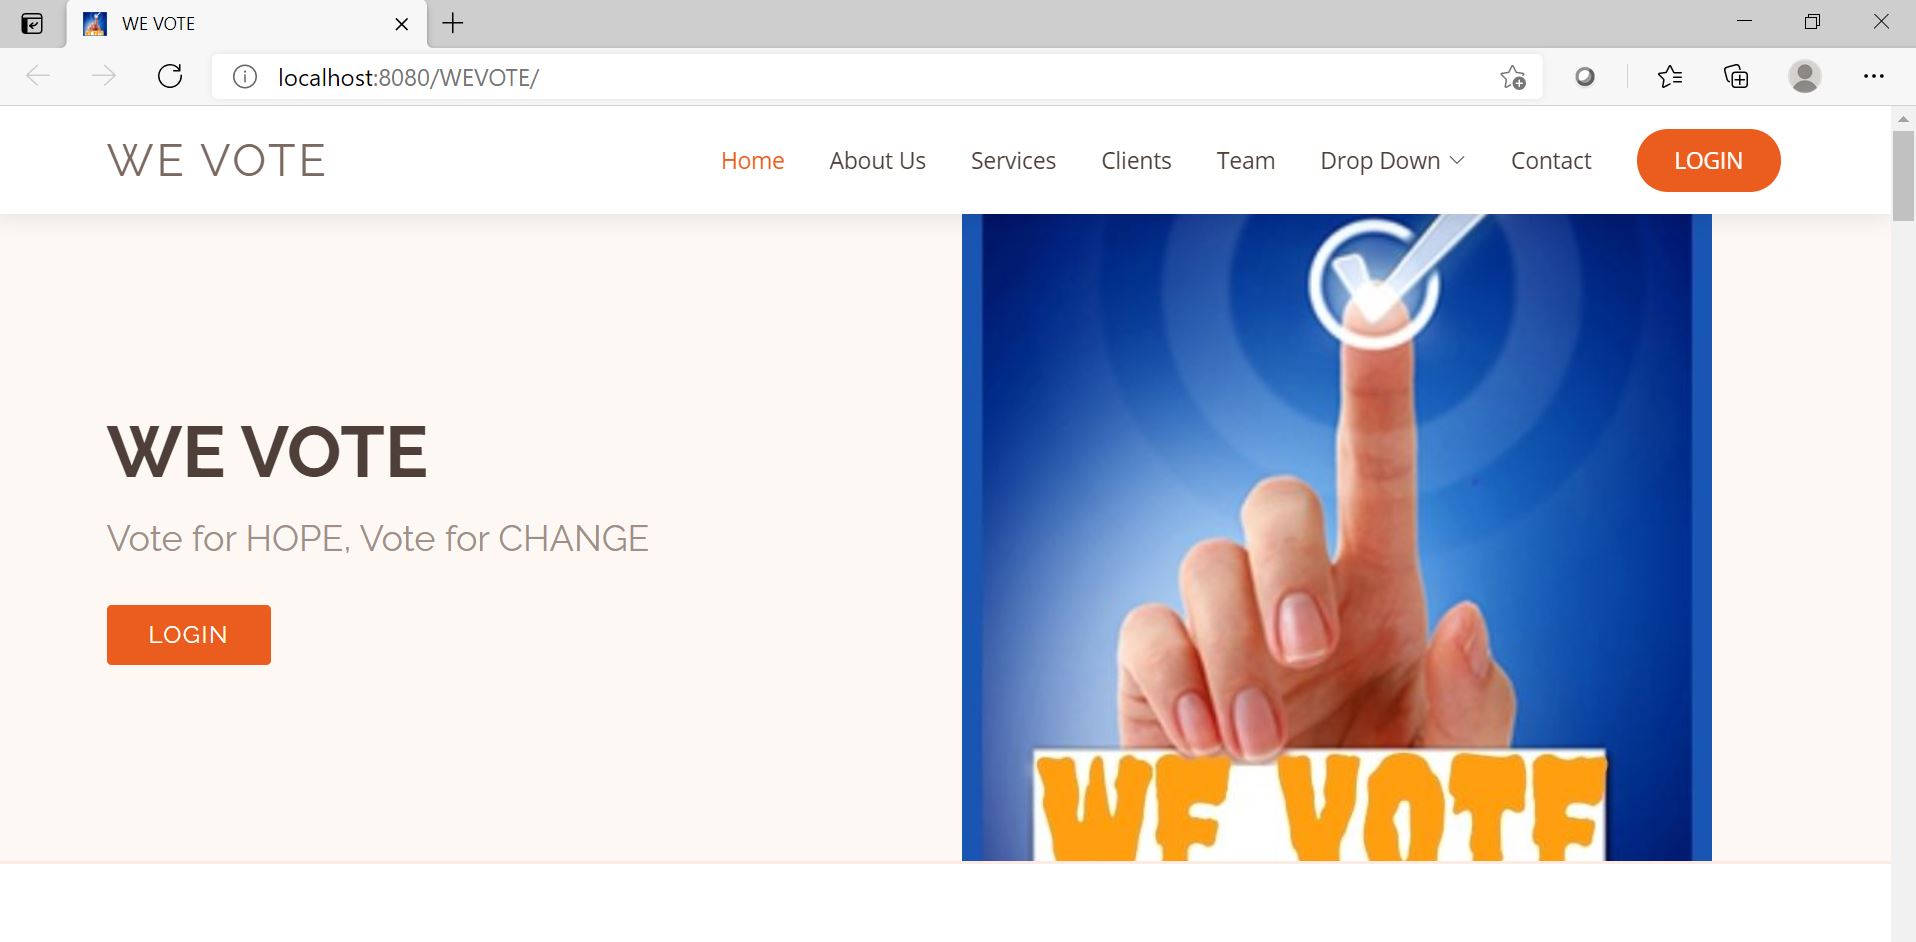 WE VOTE
localhost:8080/WEVOTE/
WE VOTE
Home About Us Services Clients Team Drop Down Contact LOGIN
WE VOTE
Vote for HOPE, Vote for CHANGE
LOGIN
WE VOTE